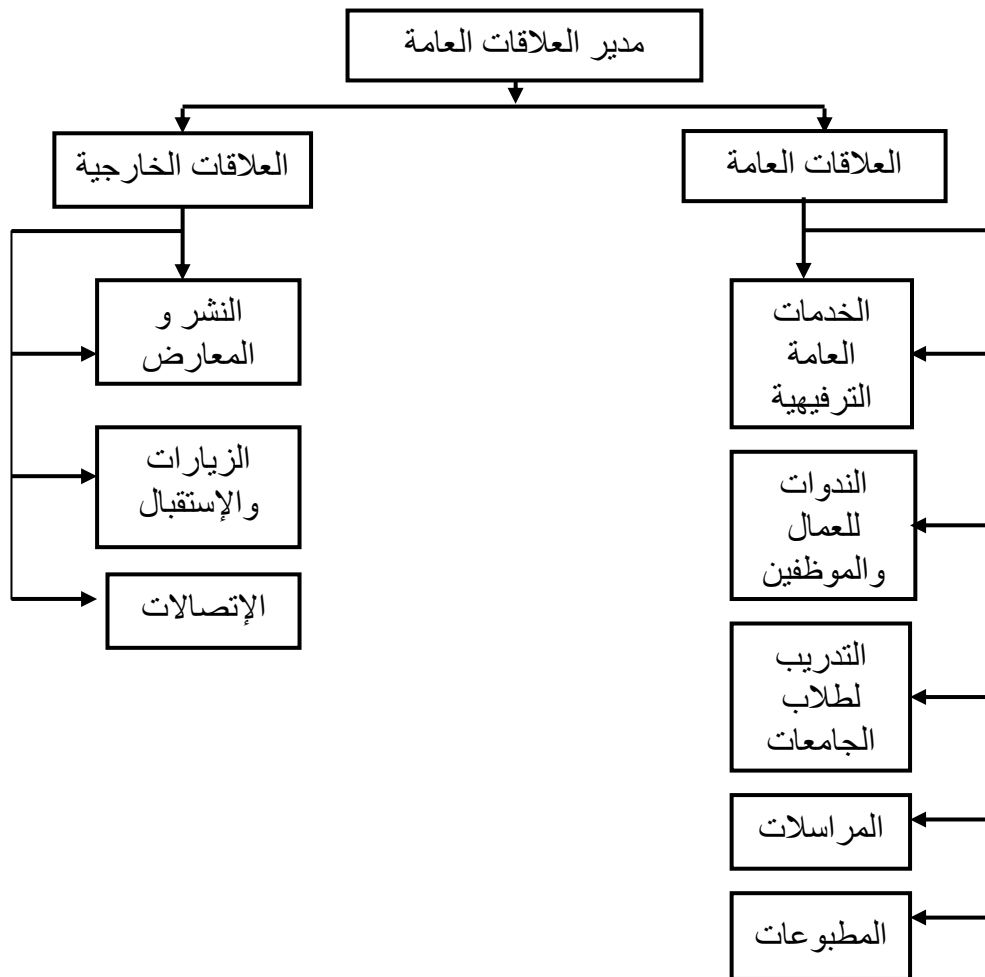 مدير العلاقات العامة
العلاقات العامة
العلاقات الخارجية
الخدمات
العامة
الترفيهية
الندوات
للعمال
والموظفين
التدريب
لطلاب
الجامعات
المراسلات
المطبوعات
النشر و
المعارض
الزيارات
والإستقبال
الإتصالات